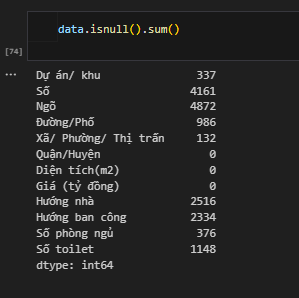 data.isnull().sum()
[74]
... Dự án/ khu 337
Số 4161
Ngõ 4872
Đường/Phố 986
Xã/ Phường/ Thị trấn 132
Quận/Huyện 0
Diện tích(m2) 0
Giá (tỷ đồng) 0
Hướng nhà 2516
Hướng ban công 2334
Số phòng ngủ 376
Số toilet 1148
dtype: int64